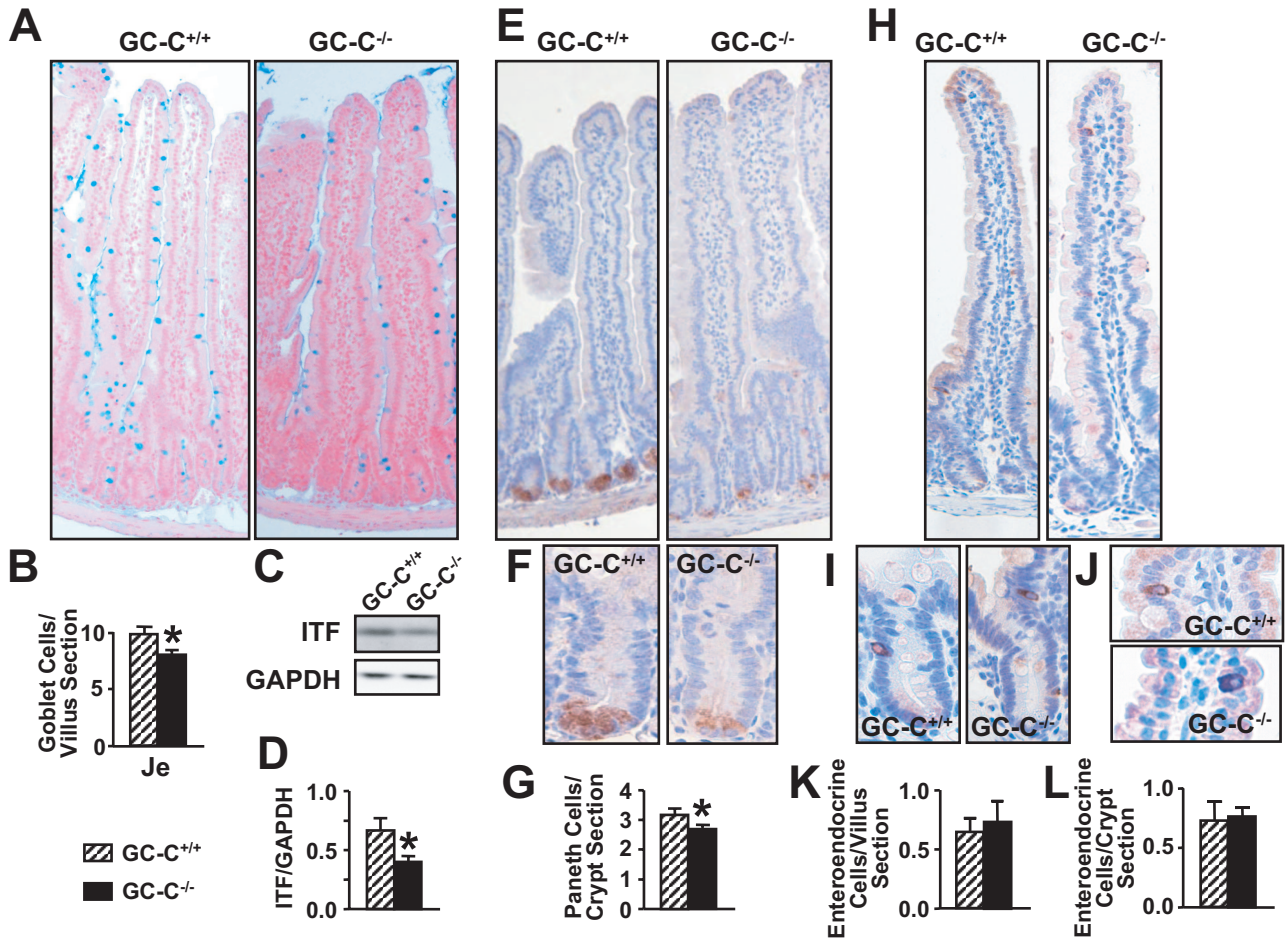 A
GC-C+/+
GC-C-/-
E
GC-C+/+
GC-C-/-
H
GC-C+/+
GC-C-/-
B
Goblet Cells/
Villus Section
10
5
0
*
Je
C
GC-C+/+
GC-C-/-
ITF
GAPDH
D
ITF/GAPDH
1.0
0.5
0.0
*
GC-C+/+
GC-C-/-
F
GC-C+/+
GC-C-/-
G
Paneth Cells/
Crypt Section
4
3
2
1
0
*
I
GC-C+/+
GC-C-/-
J
GC-C+/+
GC-C-/-
K
Enteroendocrine
Cells/Villus
Section
1.0
0.5
0.0
L
Enteroendocrine
Cells/Crypt
Section
1.0
0.5
0.0